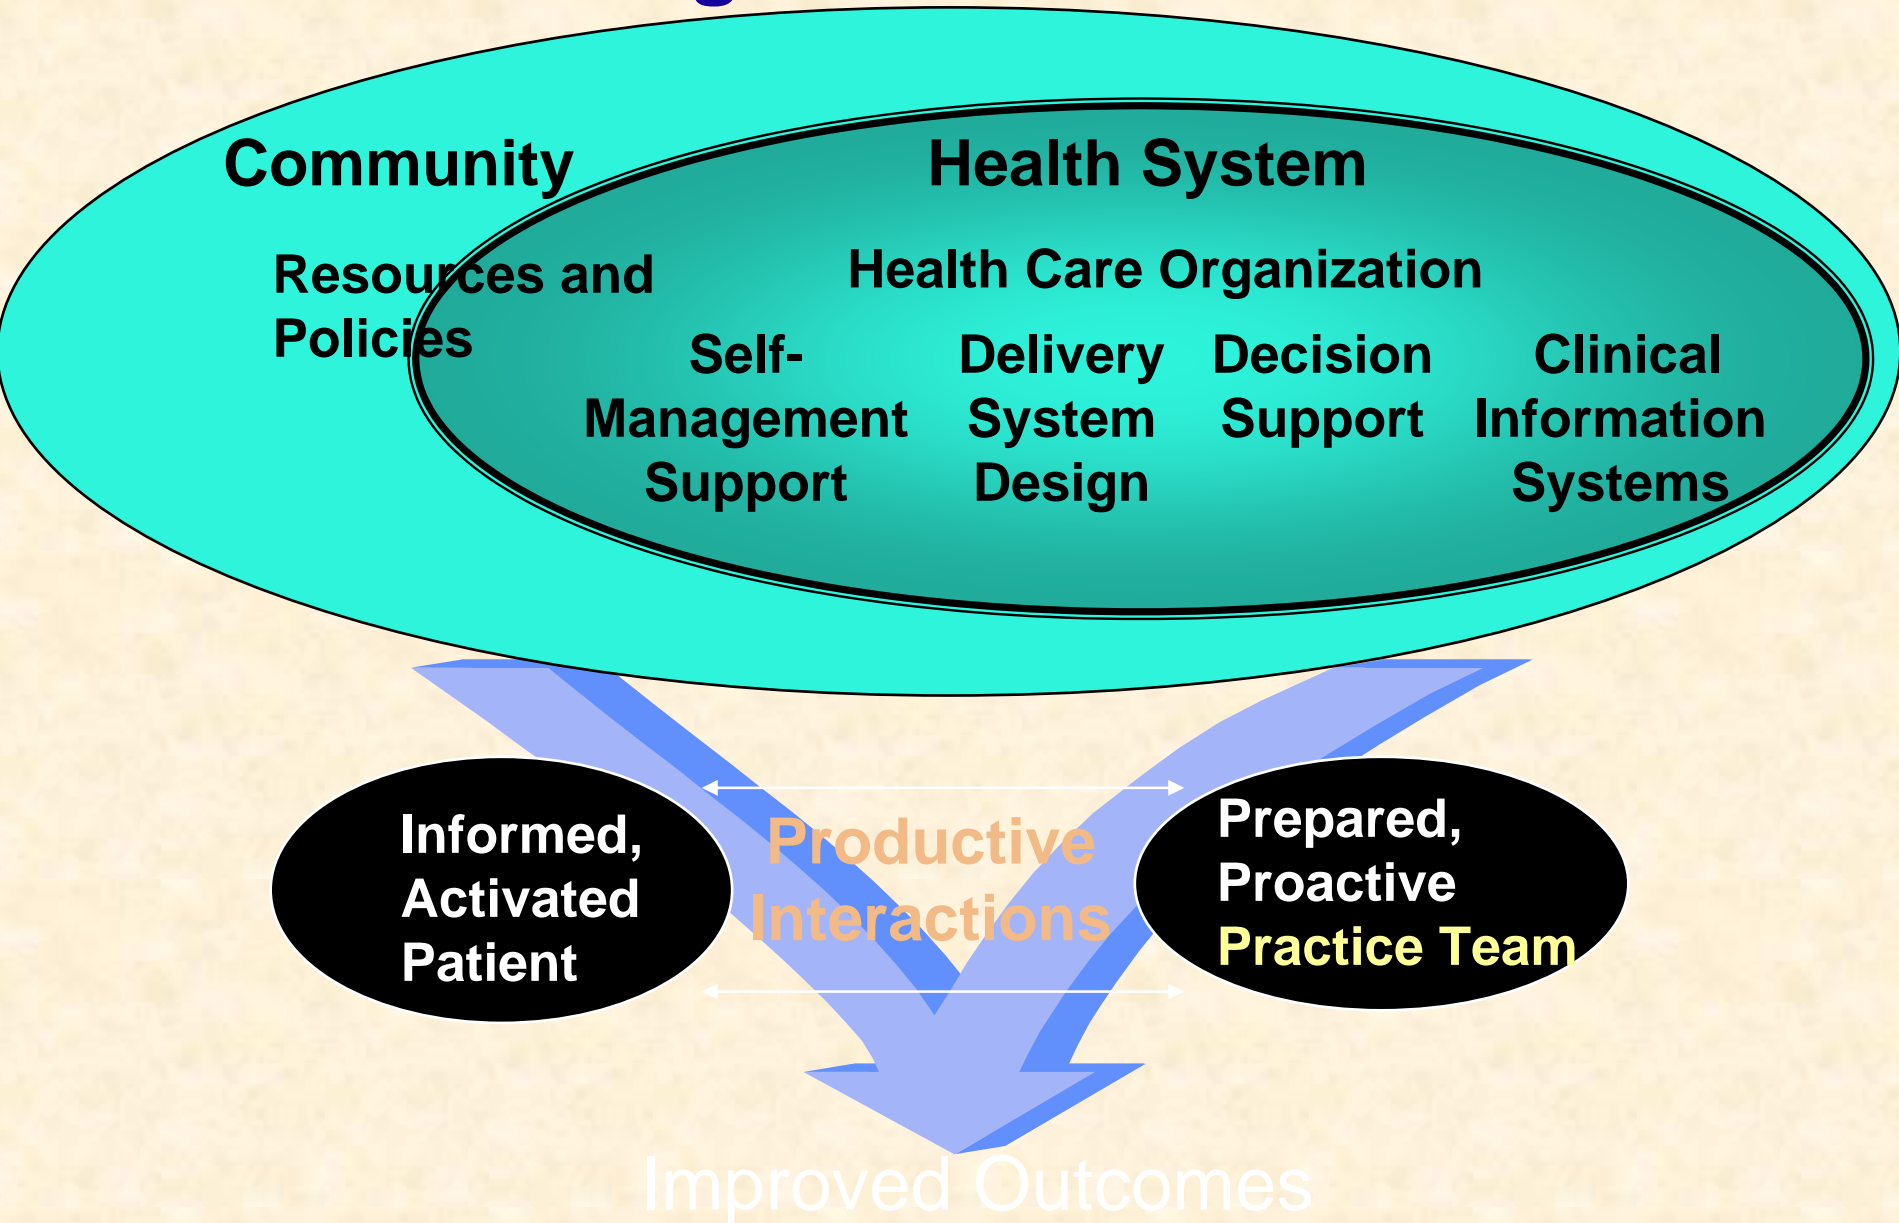 Community
Health System
Resources and
Policies
Health Care Organization
Self-
Management
Support
Delivery
System
Design
Decision
Support
Clinical
Information
Systems
Informed,
Activated
Patient
Productive
Interactions
Prepared,
Proactive
Practice Team
Improved Outcomes